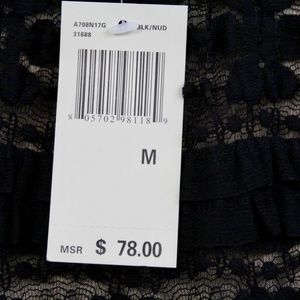 A708N17G BLK/NUD
31688
8 05702 98118 9
M
MSR $ 78.00